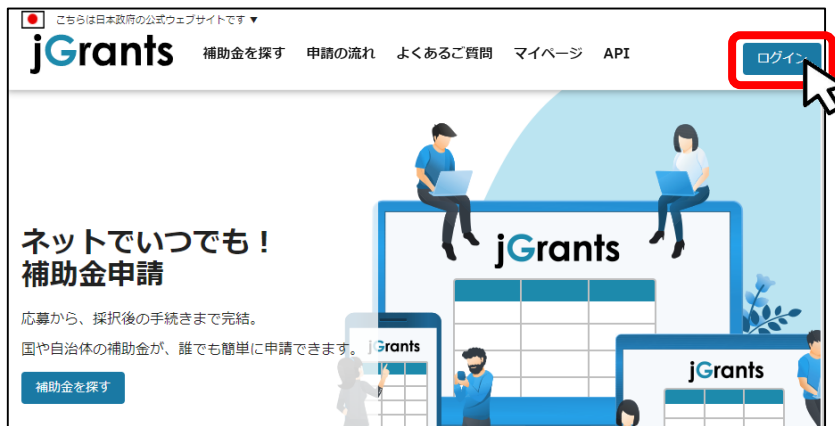 こちらは日本政府の公式ウェブサイトです ▼
jGrants 補助金を探す 申請の流れ よくあるご質問 マイページ API ログイン
jGrants
ネットでいつでも！
補助金申請
応募から、採択後の手続きまで完結。
国や自治体の補助金が、誰でも簡単に申請できます。
jGrants
jGrants
補助金を探す